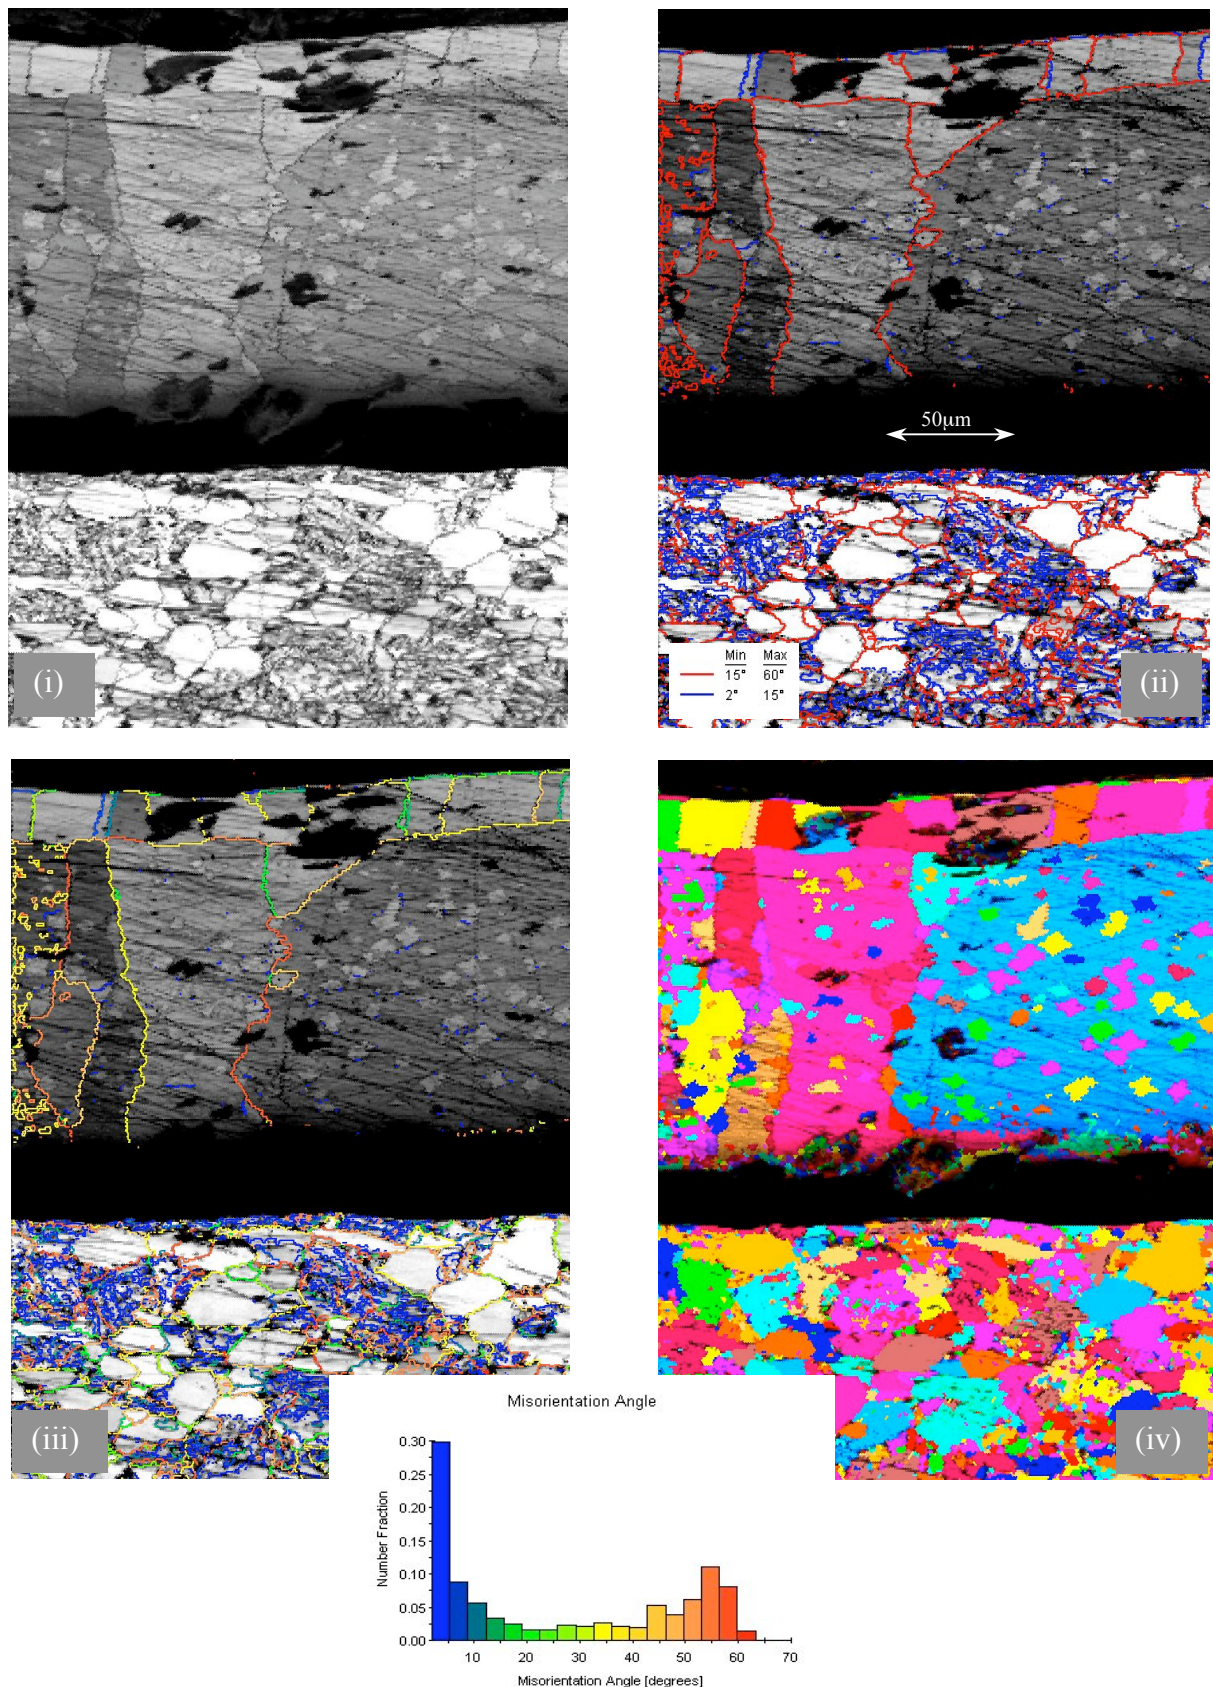 (i)
50µm
Min Max
15° 60°
2° 15°
(ii)
(iii)
(iv)
Misorientation Angle
0.30
0.25
0.20
0.15
0.10
0.05
0.00
Number Fraction
10 20 30 40 50 60 70
Misorientation Angle [degrees]